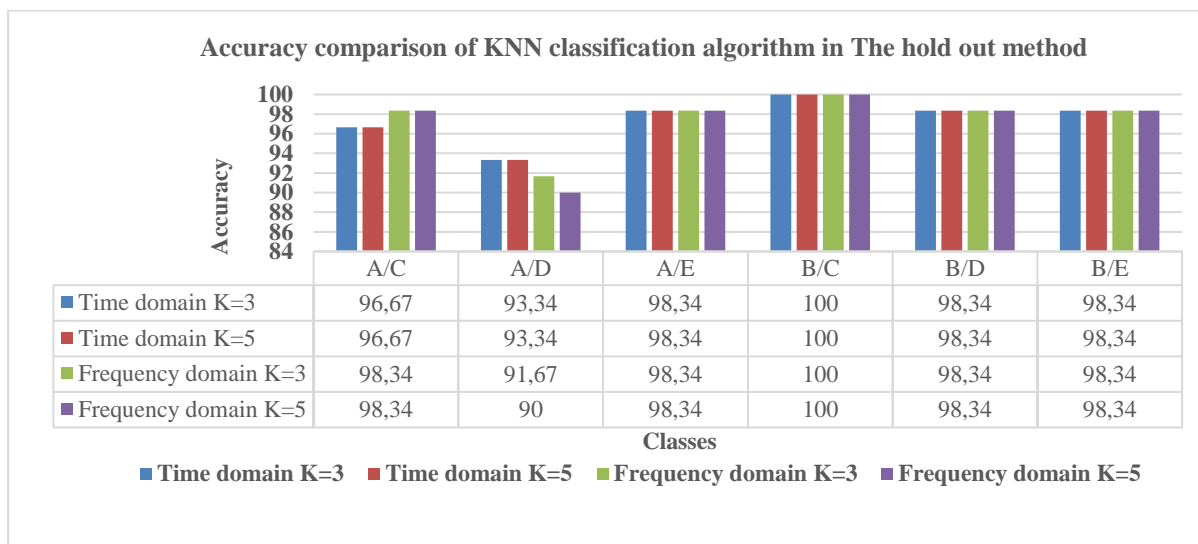 Accuracy comparison of KNN classification algorithm in The hold out method
Accuracy
100
98
96
94
92
90
88
86
84
A/C A/D A/E B/C B/D B/E
Time domain K=3 96,67 93,34 98,34 100 98,34 98,34
Time domain K=5 96,67 93,34 98,34 100 98,34 98,34
Frequency domain K=3 98,34 91,67 98,34 100 98,34 98,34
Frequency domain K=5 98,34 90 98,34 100 98,34 98,34
Classes
Time domain K=3 Time domain K=5 Frequency domain K=3 Frequency domain K=5